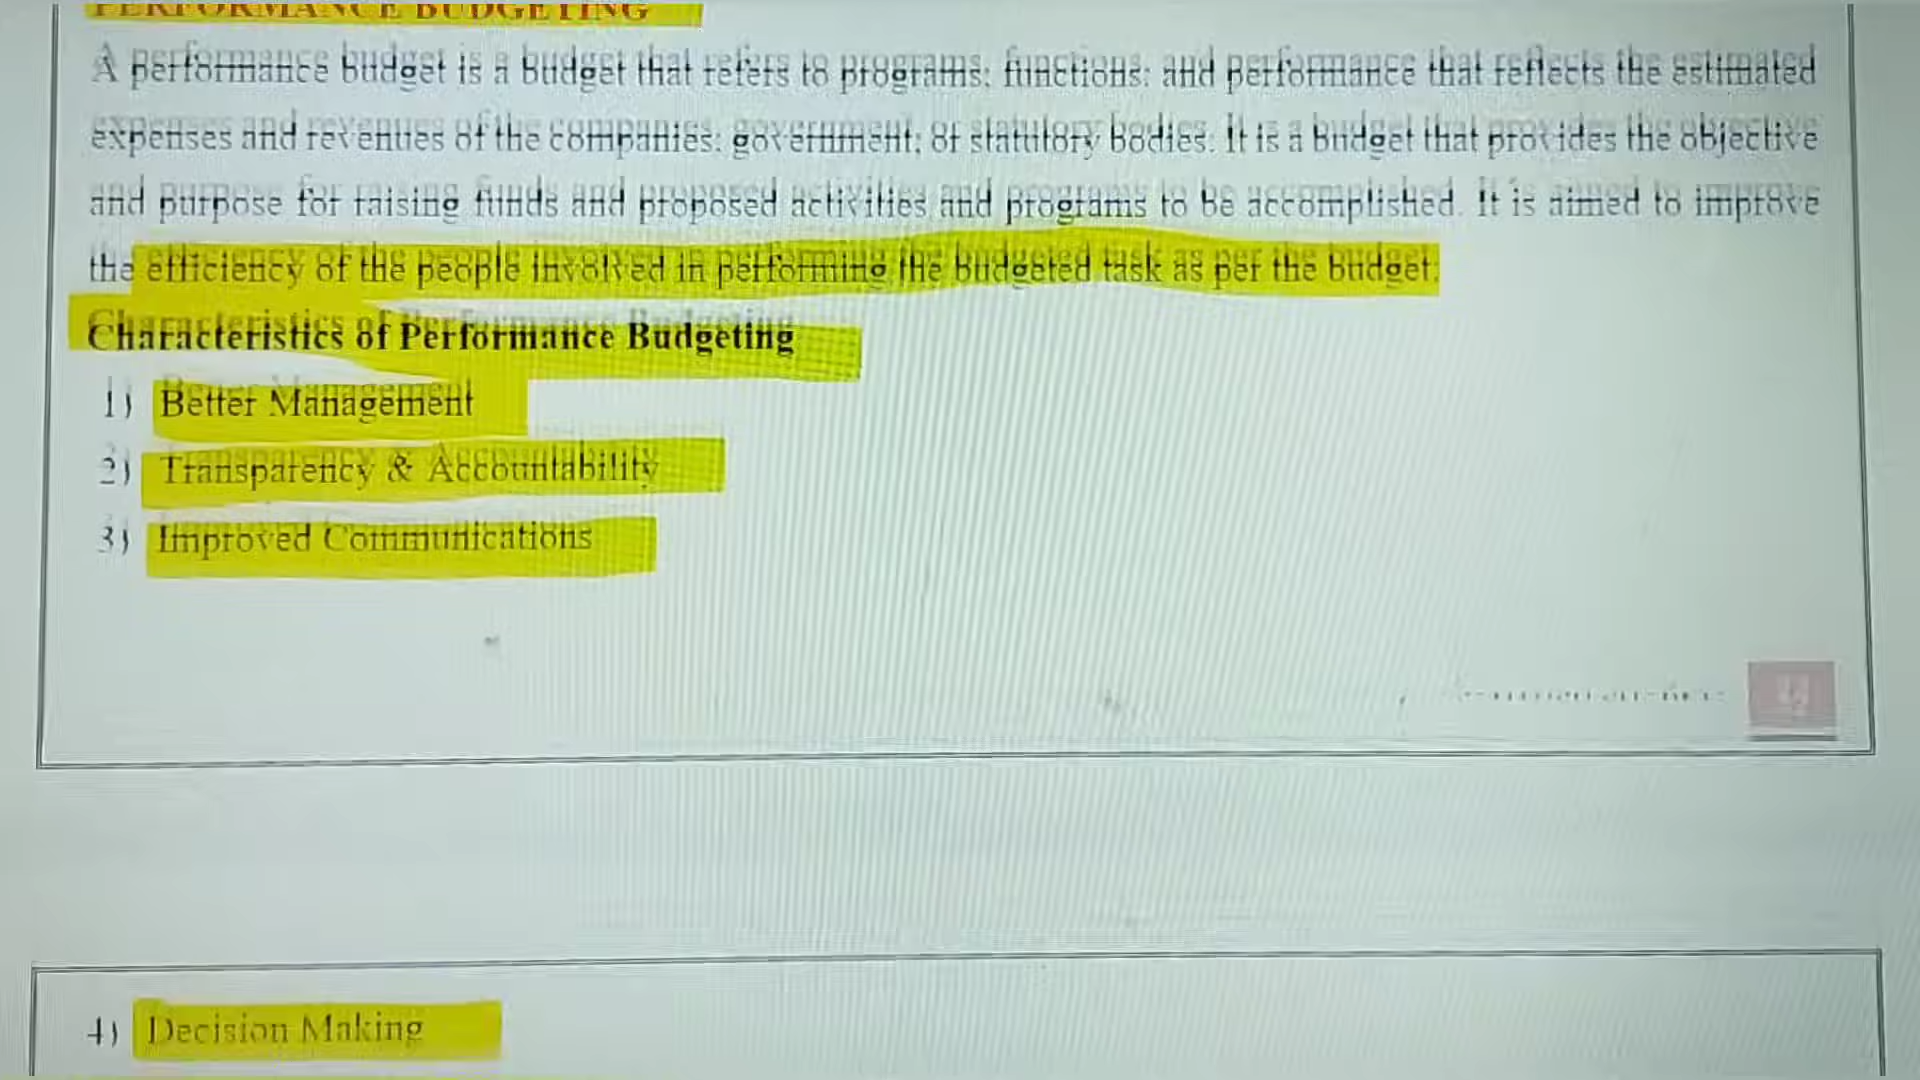 PERFORMANCE BUDGETING
A performance budget is a budget that refers to programs, functions, and performance that reflects the estimated
expenses and revenues of the companies, government, or statutory bodies. It is a budget that provides the objective
and purpose for raising funds and proposed activities and programs to be accomplished. It is aimed to improve
the efficiency of the people involved in performing the budgeted task as per the budget.
Characteristics of Performance Budgeting
1) Better Management
2) Transparency & Accountability
3) Improved Communications
4) Decision Making